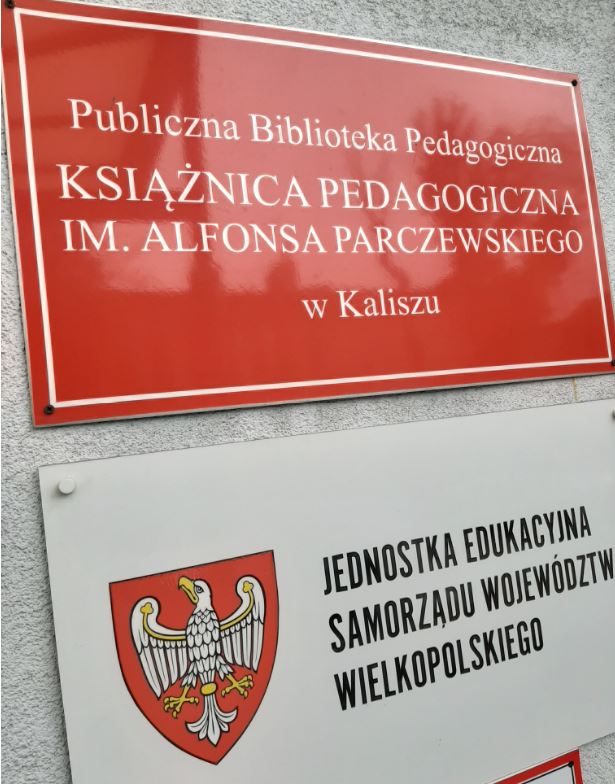 Publiczna Biblioteka Pedagogiczna
KSIĄŻNICA PEDAGOGICZNA
IM. ALFONSA PARCZEWSKIEGO
w Kaliszu
JEDNOSTKA EDUKACYJNA
SAMORZĄDU WOJEWÓDZTW
WIELKOPOLSKIEGO